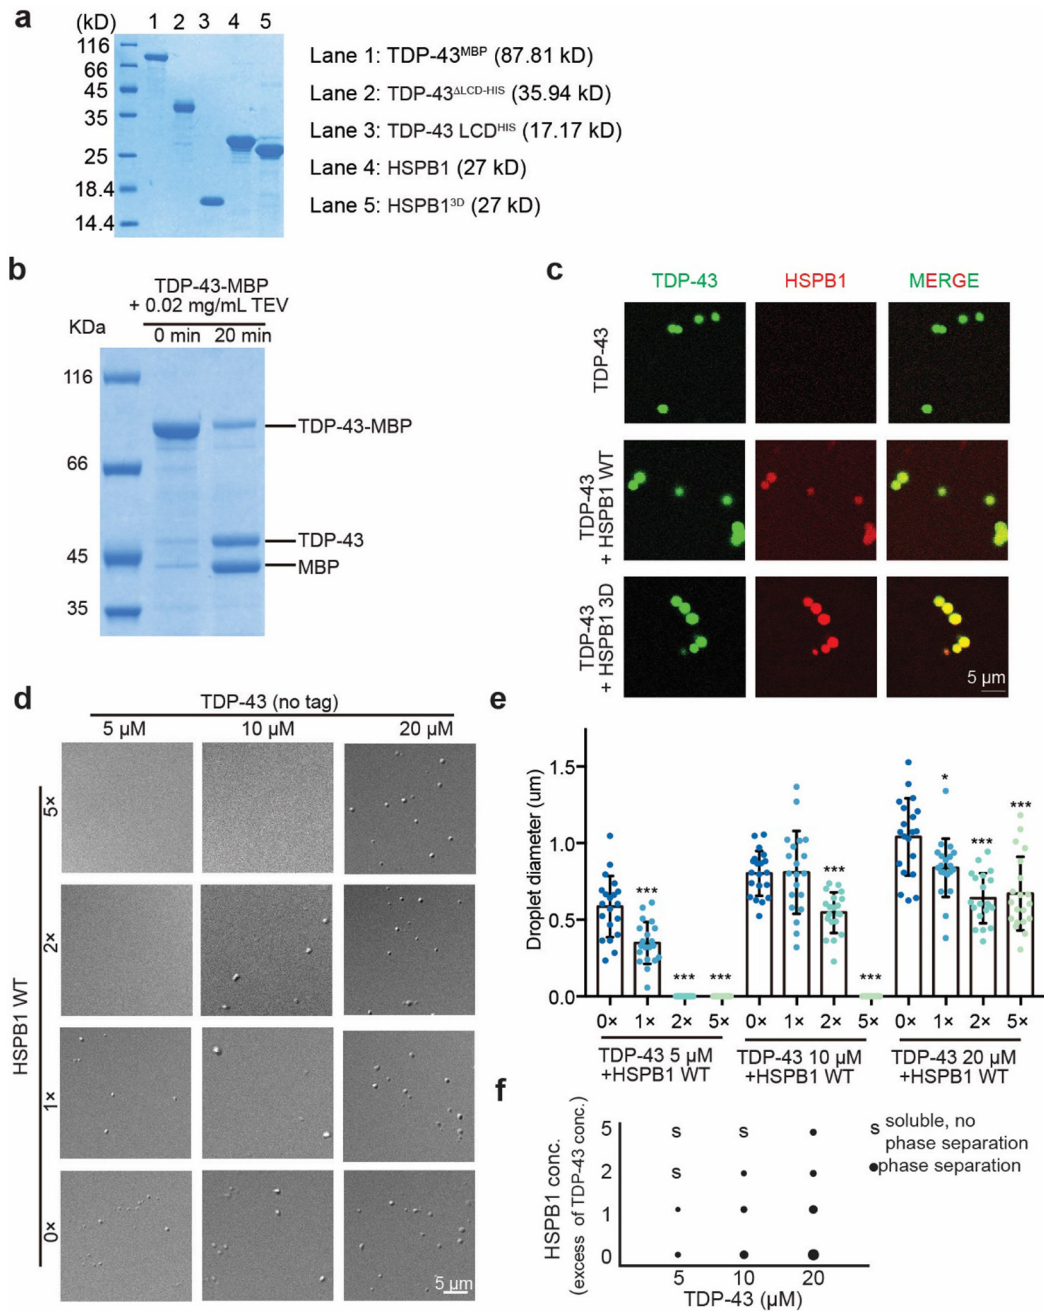 a
(kD) 1 2 3 4 5
116
66
45
35
25
18.4
14.4
Lane 1: TDP-43ᴹᴮᴾ (87.81 kD)
Lane 2: TDP-43ΔLCD-HIS (35.94 kD)
Lane 3: TDP-43 LCDHIS (17.17 kD)
Lane 4: HSPB1 (27 kD)
Lane 5: HSPB1³ᴰ (27 kD)
b
TDP-43-MBP
+ 0.02 mg/mL TEV
KDa
0 min 20 min
116
66
45
35
TDP-43-MBP
TDP-43
MBP
c
TDP-43 HSPB1 MERGE
TDP-43
TDP-43
+ HSPB1 WT
TDP-43
+ HSPB1 3D
5 µm
d
TDP-43 (no tag)
5 µM 10 µM 20 µM
HSPB1 WT
5×
2×
1×
0×
5 µm
e
Droplet diameter (um)
1.5
1.0
0.5
0.0
*** *** *** *** *** * *** ***
0× 1× 2× 5× 0× 1× 2× 5× 0× 1× 2× 5×
TDP-43 5 µM
+HSPB1 WT
TDP-43 10 µM
+HSPB1 WT
TDP-43 20 µM
+HSPB1 WT
f
HSPB1 conc.
(excess of TDP-43 conc.)
5 s s
2 s
1
0
5 10 20
TDP-43 (µM)
s soluble, no
phase separation
●phase separation